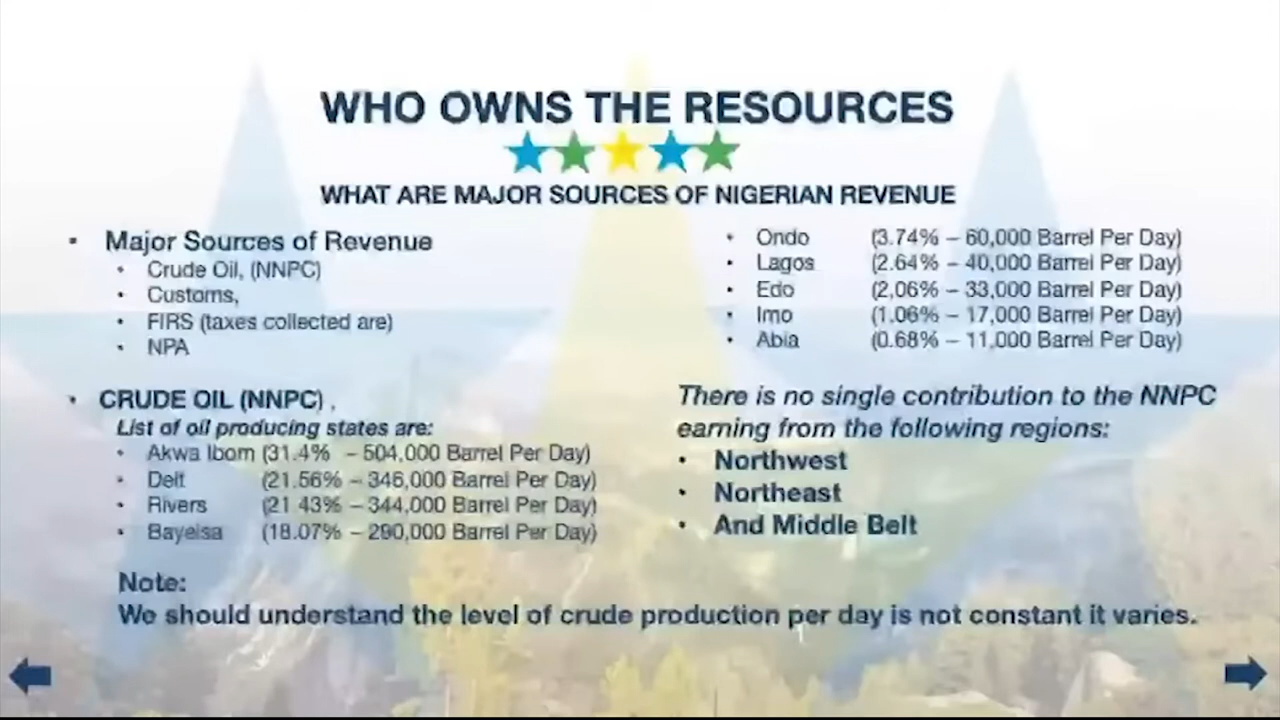 WHO OWNS THE RESOURCES
WHAT ARE MAJOR SOURCES OF NIGERIAN REVENUE
• Major Sources of Revenue
• Crude Oil, (NNPC)
• Customs,
• FIRS (taxes collected are)
• NPA
• CRUDE OIL (NNPC) .
List of oil producing states are:
• Akwa Ibom (31.4% – 504,000 Barrel Per Day)
• Delt (21.56% – 346,000 Barrel Per Day)
• Rivers (21 43% – 344,000 Barrel Per Day)
• Bayelsa (18.07% – 290,000 Barrel Per Day)
• Ondo (3.74% – 60,000 Barrel Per Day)
• Lagos (2.64% – 40,000 Barrel Per Day)
• Edo (2,06% – 33,000 Barrel Per Day)
• Imo (1.06% – 17,000 Barrel Per Day)
• Abia (0.68% – 11,000 Barrel Per Day)
There is no single contribution to the NNPC
earning from the following regions:
• Northwest
• Northeast
• And Middle Belt
Note:
We should understand the level of crude production per day is not constant it varies.